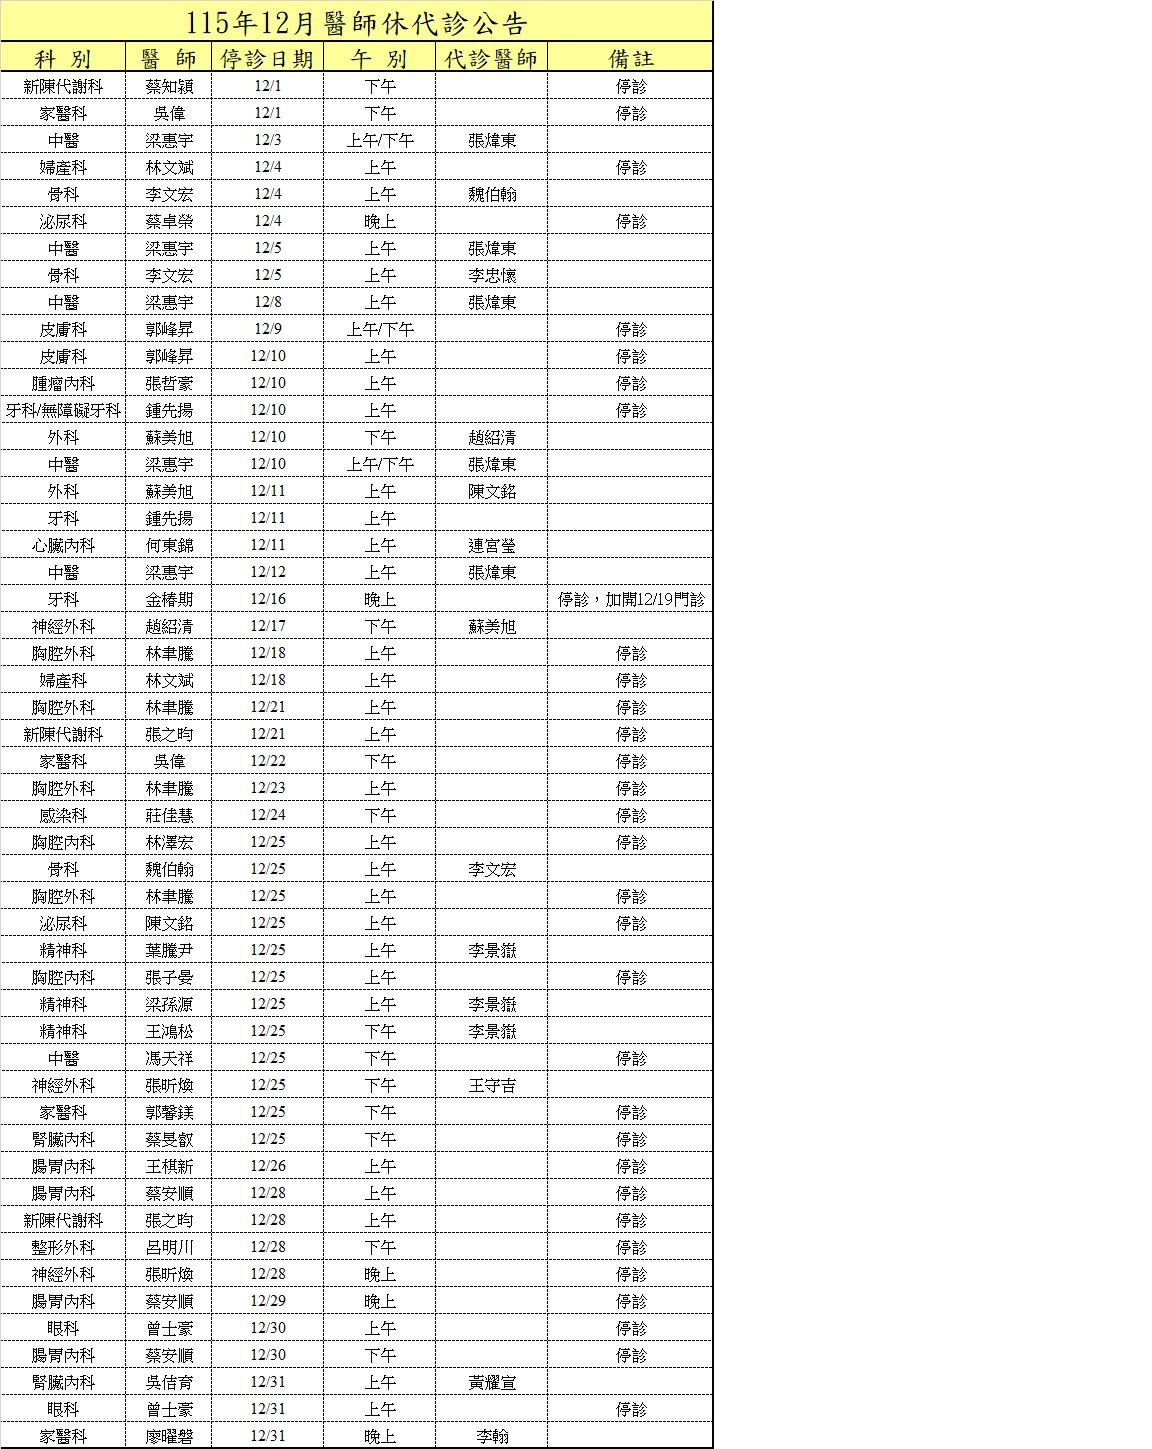 115年12月醫師休代診公告
科 別 醫 師 停診日期 午 別 代診醫師 備註
新陳代謝科 蔡知穎 12/1 下午 停診
家醫科 吳偉 12/1 下午 停診
中醫 梁惠宇 12/3 上午/下午 張煒東
婦產科 林文斌 12/4 上午 停診
骨科 李文宏 12/4 上午 魏伯翰
泌尿科 蔡卓榮 12/4 晚上 停診
中醫 梁惠宇 12/5 上午 張煒東
骨科 李文宏 12/5 上午 李忠懷
中醫 梁惠宇 12/8 上午 張煒東
皮膚科 郭峰昇 12/9 上午/下午 停診
皮膚科 郭峰昇 12/10 上午 停診
腫瘤內科 張哲豪 12/10 上午 停診
牙科/無障礙牙科 鍾先揚 12/10 上午 停診
外科 蘇美旭 12/10 下午 趙紹清
中醫 梁惠宇 12/10 上午/下午 張煒東
外科 蘇美旭 12/11 上午 陳文銘
牙科 鍾先揚 12/11 上午
心臟內科 何東錦 12/11 上午 連宮瑩
中醫 梁惠宇 12/12 上午 張煒東
牙科 金椿期 12/16 晚上 停診，加開12/19門診
神經外科 趙紹清 12/17 下午 蘇美旭
胸腔外科 林聿騰 12/18 上午 停診
婦產科 林文斌 12/18 上午 停診
胸腔外科 林聿騰 12/21 上午 停診
新陳代謝科 張之昀 12/21 上午 停診
家醫科 吳偉 12/22 下午 停診
胸腔外科 林聿騰 12/23 上午 停診
感染科 莊佳慧 12/24 下午 停診
胸腔內科 林澤宏 12/25 上午 停診
骨科 魏伯翰 12/25 上午 李文宏
胸腔外科 林聿騰 12/25 上午 停診
泌尿科 陳文銘 12/25 上午 停診
精神科 葉騰尹 12/25 上午 李景嶽
胸腔內科 張子晏 12/25 上午 停診
精神科 梁孫源 12/25 上午 李景嶽
精神科 王鴻松 12/25 下午 李景嶽
中醫 馮天祥 12/25 下午 停診
神經外科 張昕煥 12/25 下午 王守吉
家醫科 郭馨鎂 12/25 下午 停診
腎臟內科 蔡旻叡 12/25 下午 停診
腸胃內科 王棋新 12/26 上午 停診
腸胃內科 蔡安順 12/28 上午 停診
新陳代謝科 張之昀 12/28 上午 停診
整形外科 呂明川 12/28 下午 停診
神經外科 張昕煥 12/28 晚上 停診
腸胃內科 蔡安順 12/29 晚上 停診
眼科 曾士豪 12/30 上午 停診
腸胃內科 蔡安順 12/30 下午 停診
腎臟內科 吳佶育 12/31 上午 黃耀宣
眼科 曾士豪 12/31 上午 停診
家醫科 廖曜磐 12/31 晚上 李翰